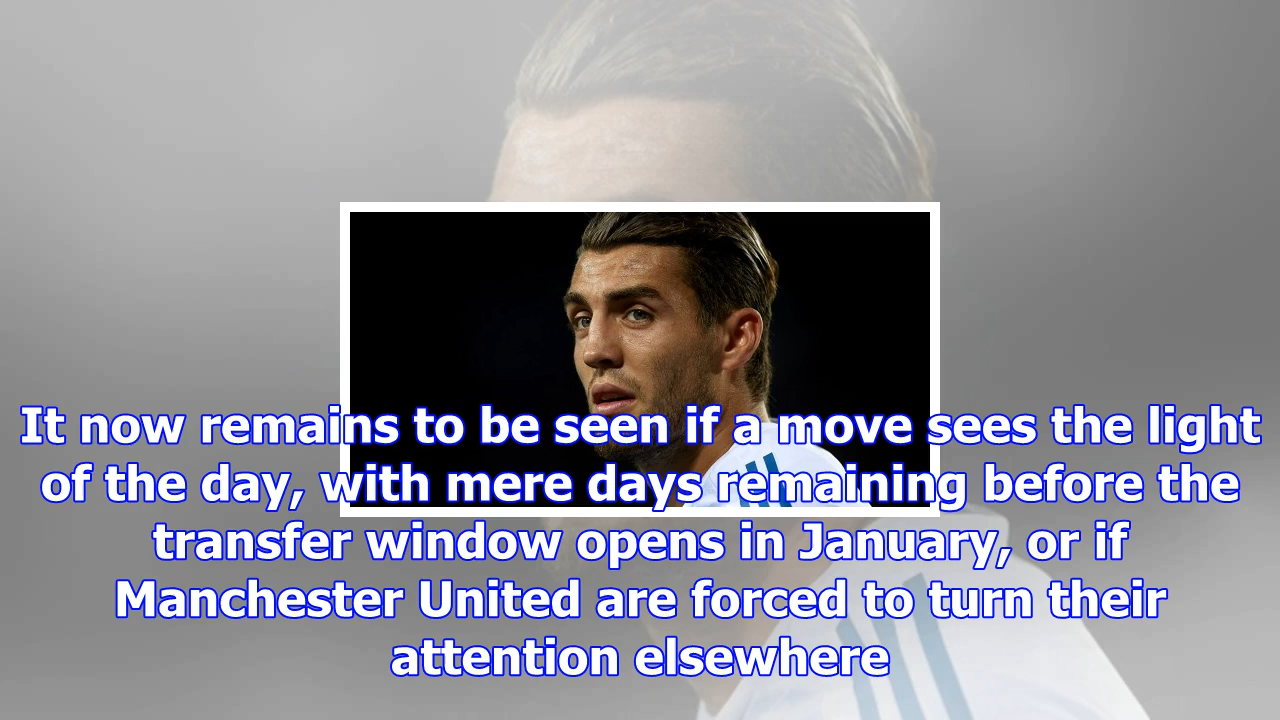 It now remains to be seen if a move sees the light
of the day, with mere days remaining before the
transfer window opens in January, or if
Manchester United are forced to turn their
attention elsewhere